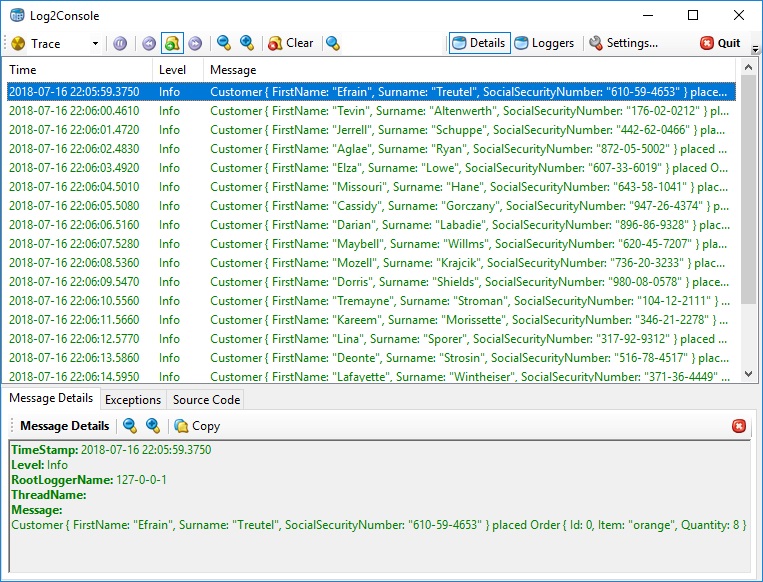 Log2Console
Trace Clear Details Loggers Settings... Quit
Time Level Message
2018-07-16 22:05:59.3750 Info Customer { FirstName: "Efrain", Surname: "Treutel", SocialSecurityNumber: "610-59-4653" } place...
2018-07-16 22:06:00.4610 Info Customer { FirstName: "Tevin", Surname: "Altenwerth", SocialSecurityNumber: "176-02-0212" } pl...
2018-07-16 22:06:01.4720 Info Customer { FirstName: "Jerrell", Surname: "Schuppe", SocialSecurityNumber: "442-62-0466" } plac...
2018-07-16 22:06:02.4830 Info Customer { FirstName: "Aglae", Surname: "Ryan", SocialSecurityNumber: "872-05-5002" } placed ...
2018-07-16 22:06:03.4920 Info Customer { FirstName: "Elza", Surname: "Lowe", SocialSecurityNumber: "607-33-6019" } placed O...
2018-07-16 22:06:04.5010 Info Customer { FirstName: "Missouri", Surname: "Hane", SocialSecurityNumber: "643-58-1041" } plac...
2018-07-16 22:06:05.5080 Info Customer { FirstName: "Cassidy", Surname: "Gorczany", SocialSecurityNumber: "947-26-4374" } p...
2018-07-16 22:06:06.5160 Info Customer { FirstName: "Darian", Surname: "Labadie", SocialSecurityNumber: "896-86-9328" } plac...
2018-07-16 22:06:07.5280 Info Customer { FirstName: "Maybell", Surname: "Willms", SocialSecurityNumber: "620-45-7207" } pla...
2018-07-16 22:06:08.5360 Info Customer { FirstName: "Mozell", Surname: "Krajcik", SocialSecurityNumber: "736-20-3233" } place...
2018-07-16 22:06:09.5470 Info Customer { FirstName: "Dorris", Surname: "Shields", SocialSecurityNumber: "980-08-0578" } place...
2018-07-16 22:06:10.5560 Info Customer { FirstName: "Tremayne", Surname: "Stroman", SocialSecurityNumber: "104-12-2111" } ...
2018-07-16 22:06:11.5660 Info Customer { FirstName: "Kareem", Surname: "Morissette", SocialSecurityNumber: "346-21-2278" } ...
2018-07-16 22:06:12.5770 Info Customer { FirstName: "Lina", Surname: "Sporer", SocialSecurityNumber: "317-92-9312" } placed ...
2018-07-16 22:06:13.5860 Info Customer { FirstName: "Deonte", Surname: "Strosin", SocialSecurityNumber: "516-78-4517" } plac...
2018-07-16 22:06:14.5950 Info Customer { FirstName: "Lafayette", Surname: "Wintheiser", SocialSecurityNumber: "371-36-4449" ...
Message Details Exceptions Source Code
Message Details Copy
TimeStamp: 2018-07-16 22:05:59.3750
Level: Info
RootLoggerName: 127-0-0-1
ThreadName:
Message:
Customer { FirstName: "Efrain", Surname: "Treutel", SocialSecurityNumber: "610-59-4653" } placed Order { Id: 0, Item: "orange", Quantity: 8 }